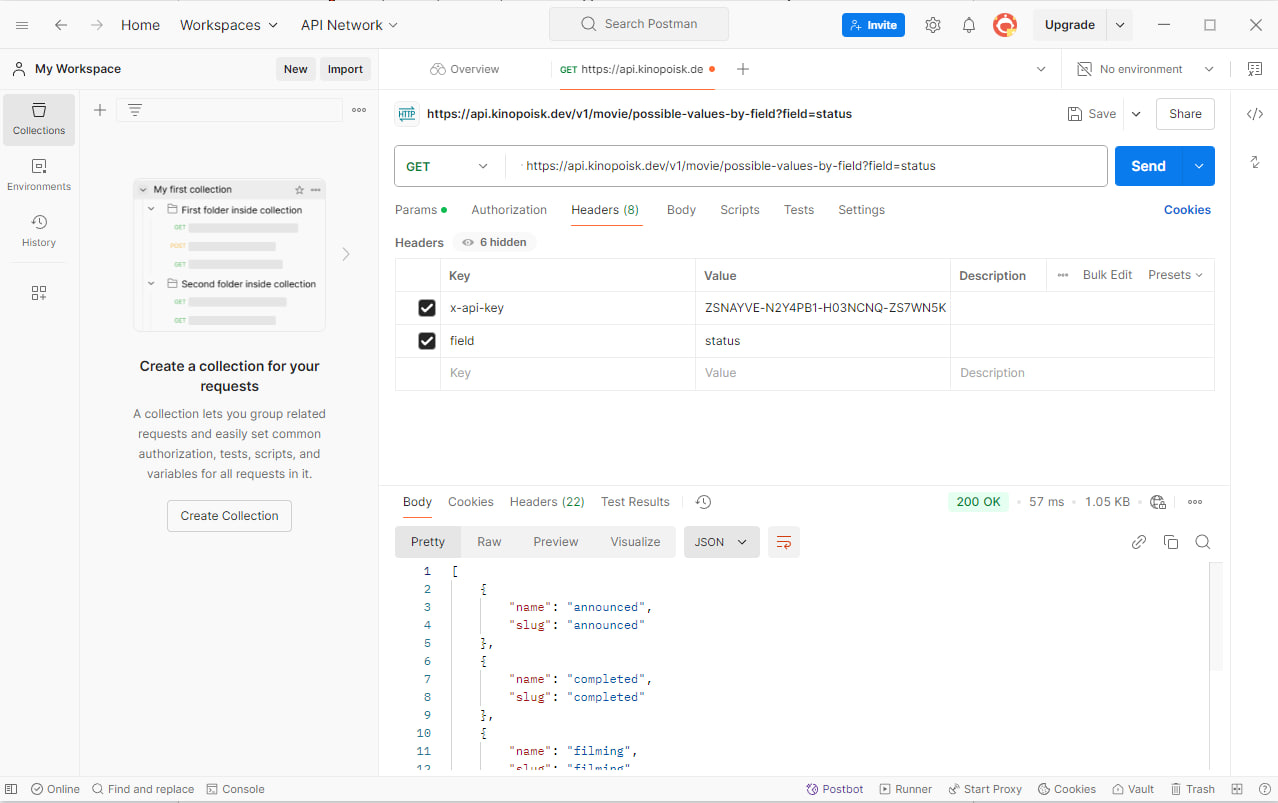 Home Workspaces API Network Search Postman Invite Upgrade
My Workspace New Import Overview GET https://api.kinopoisk.de No environment
Collections
Environments
History
My first collection
First folder inside collection
GET
POST
GET
Second folder inside collection
GET
GET
Create a collection for your
requests
A collection lets you group related
requests and easily set common
authorization, tests, scripts, and
variables for all requests in it.
Create Collection
HTTP https://api.kinopoisk.dev/v1/movie/possible-values-by-field?field=status Save Share
GET https://api.kinopoisk.dev/v1/movie/possible-values-by-field?field=status Send
Params Authorization Headers (8) Body Scripts Tests Settings Cookies
Headers 6 hidden
Key Value Description Bulk Edit Presets
x-api-key ZSNAYVE-N2Y4PB1-H03NCNQ-ZS7WN5K
field status
Key Value Description
Body Cookies Headers (22) Test Results 200 OK 57 ms 1.05 KB
Pretty Raw Preview Visualize JSON
1 [
2 {
3 "name": "announced",
4 "slug": "announced"
5 },
6 {
7 "name": "completed",
8 "slug": "completed"
9 },
10 {
11 "name": "filming",
12 "slug": "filming"
Online Find and replace Console Postbot Runner Start Proxy Cookies Vault Trash